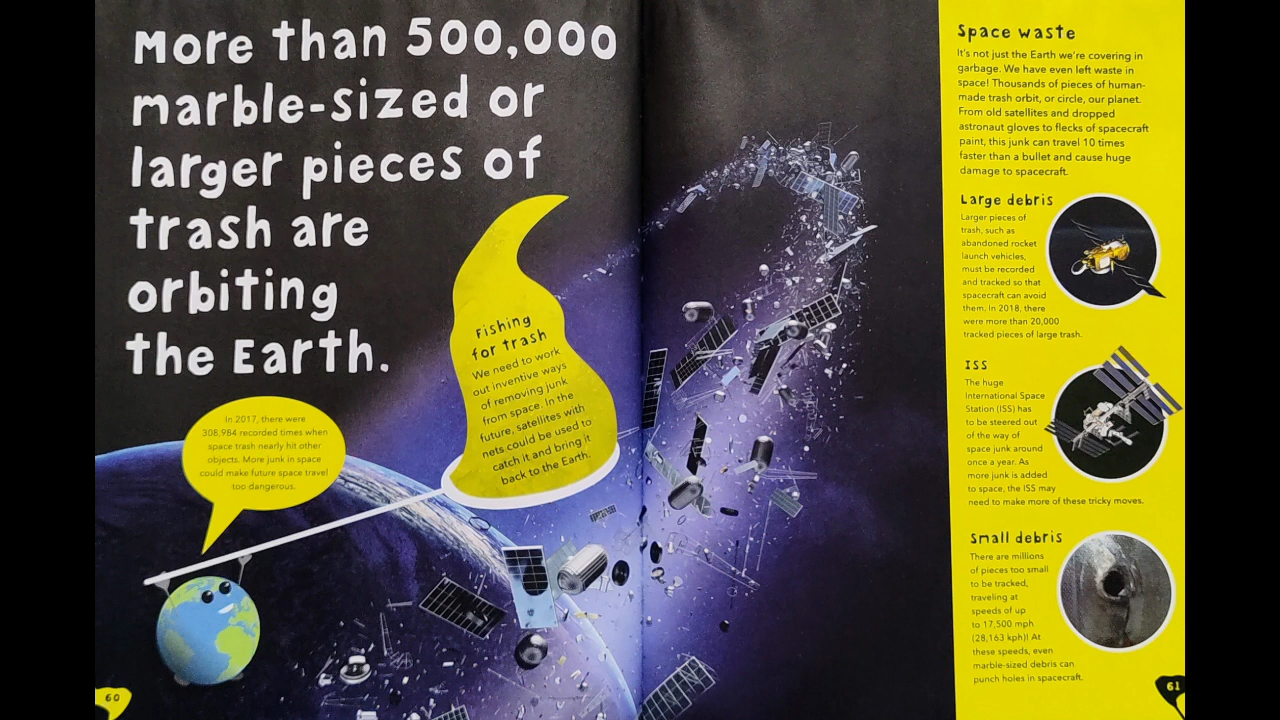 More than 500,000
marble-sized or
larger pieces of
trash are
orbiting
the Earth.
Fishing
for trash
We need to work
out inventive ways
of removing junk
from space. In the
future, satellites with
nets could be used to
catch it and bring it
back to the Earth.
In 2017, there were
308,984 recorded times when
space trash nearly hit other
objects. More junk in space
could make future space travel
too dangerous.
60
Space waste
It's not just the Earth we're covering in
garbage. We have even left waste in
space! Thousands of pieces of human-
made trash orbit, or circle, our planet.
From old satellites and dropped
astronaut gloves to flecks of spacecraft
paint, this junk can travel 10 times
faster than a bullet and cause huge
damage to spacecraft.
Large debris
Larger pieces of
trash, such as
abandoned rocket
launch vehicles,
must be recorded
and tracked so that
spacecraft can avoid
them. In 2018, there
were more than 20,000
tracked pieces of large trash.
ISS
The huge
International Space
Station (ISS) has
to be steered out
of the way of
space junk around
once a year. As
more junk is added
to space, the ISS may
need to make more of these tricky moves.
Small debris
There are millions
of pieces too small
to be tracked,
traveling at
speeds of up
to 17,500 mph
(28,163 kph)! At
these speeds, even
marble-sized debris can
punch holes in spacecraft.
61